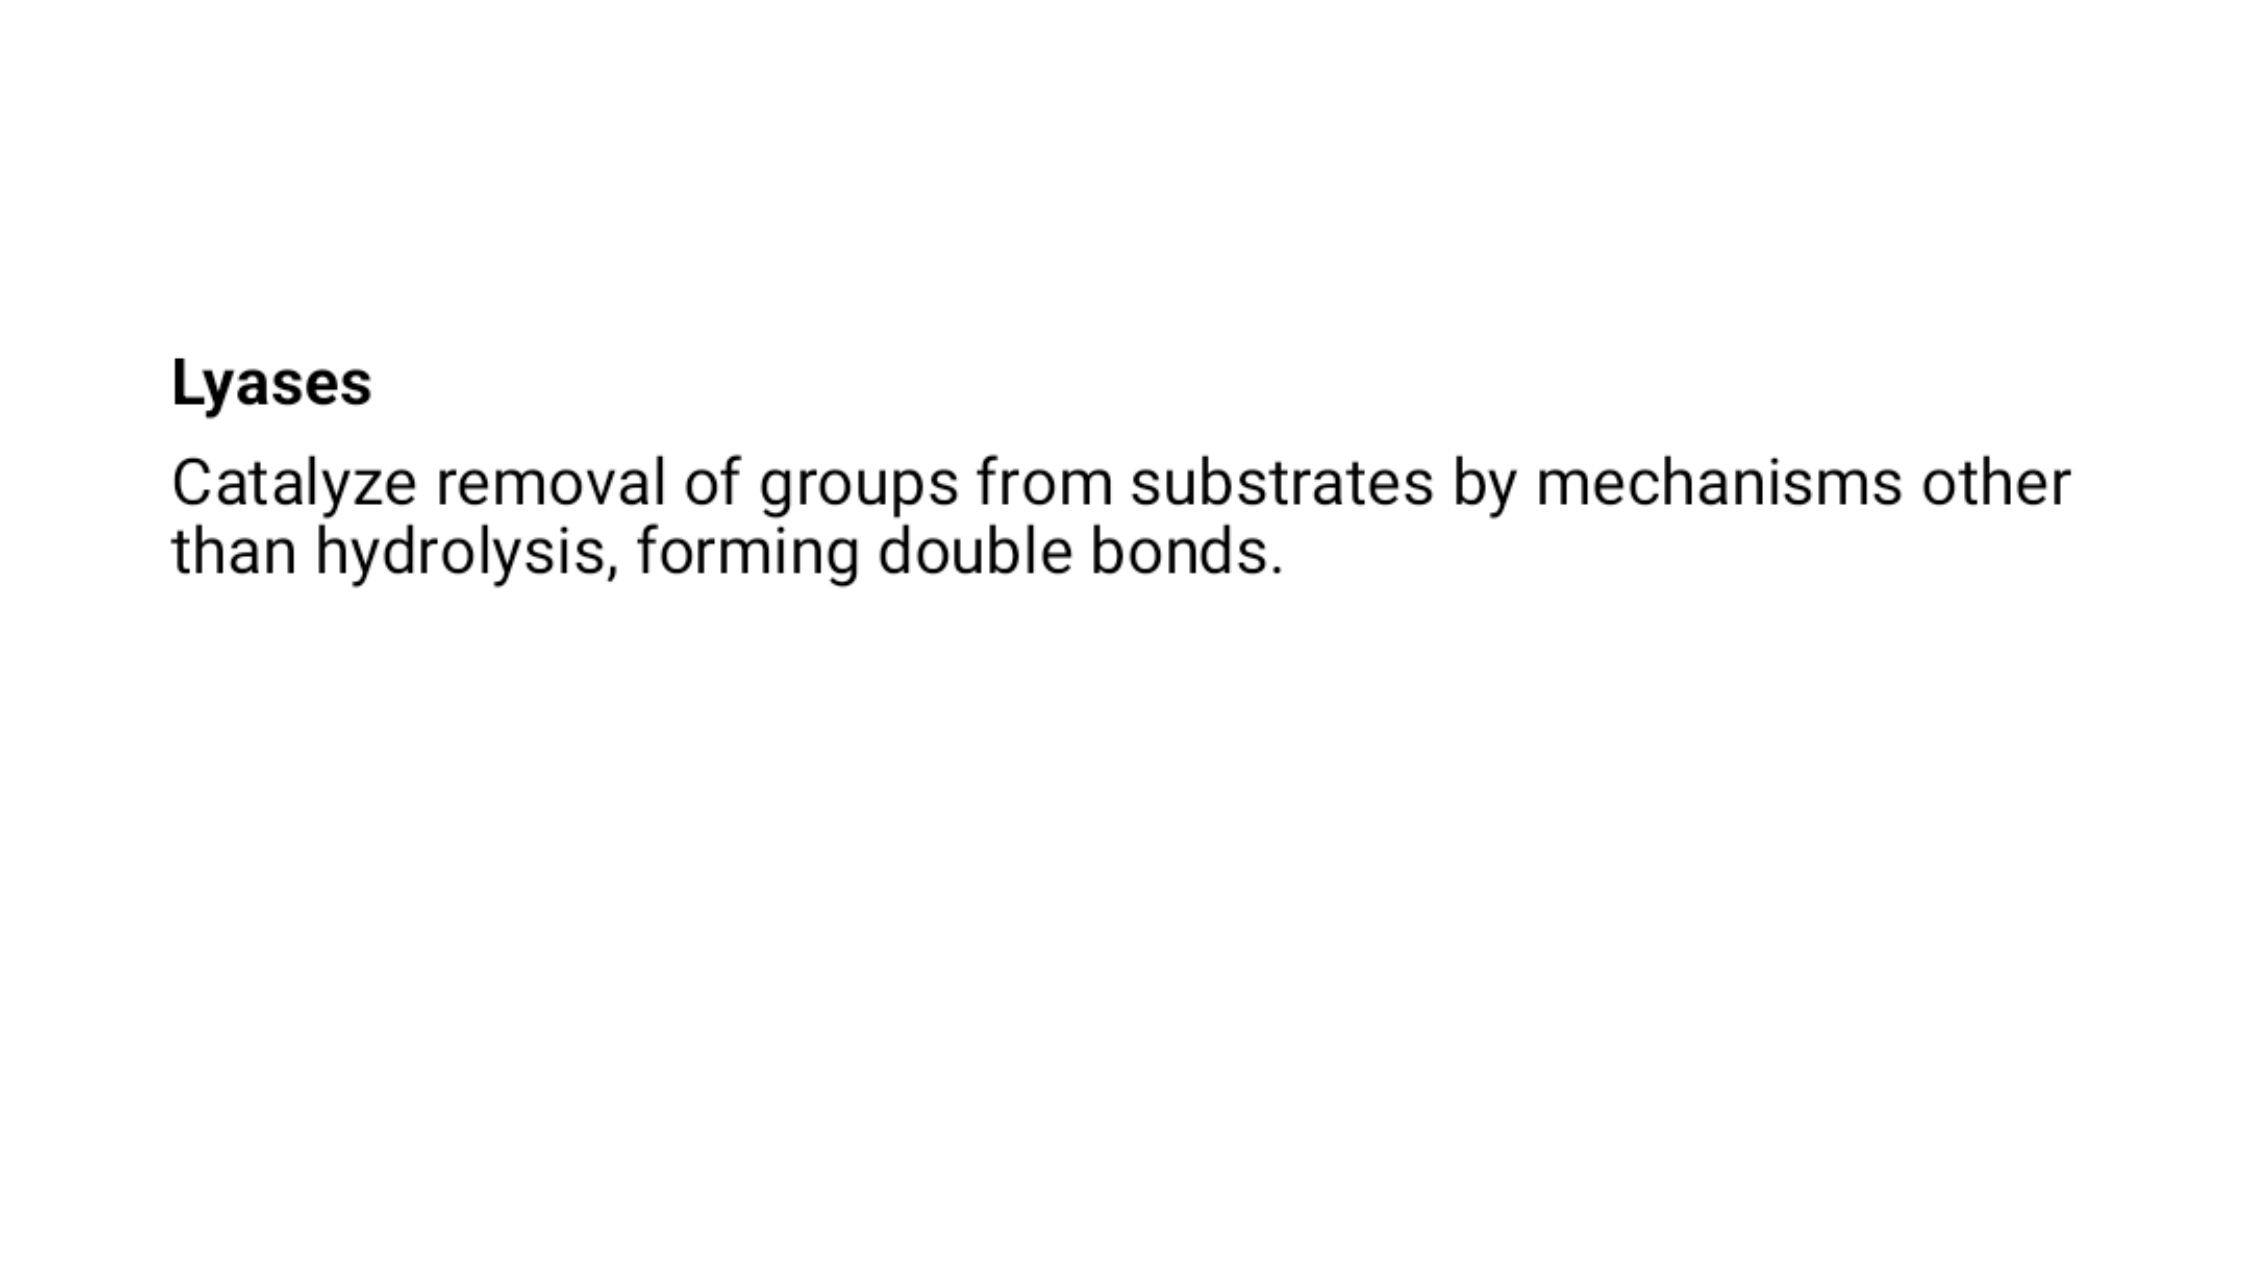 Lyases
Catalyze removal of groups from substrates by mechanisms other
than hydrolysis, forming double bonds.